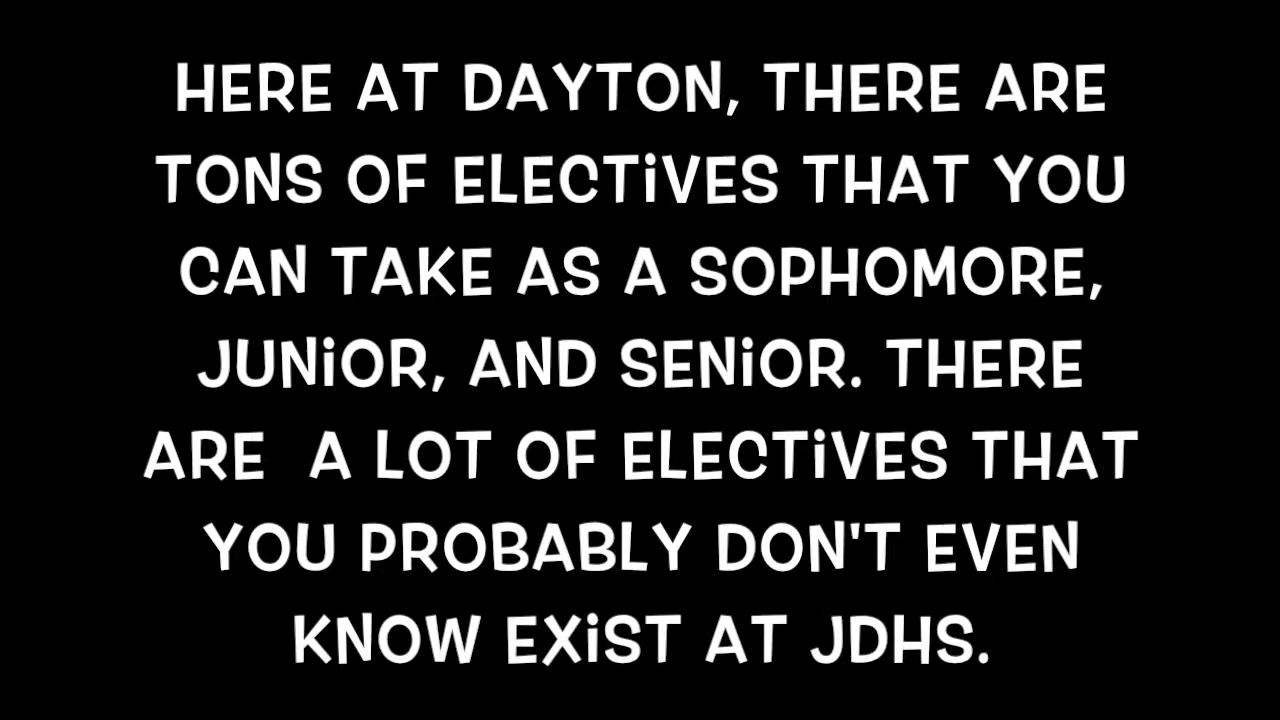 HERE AT DAYTON, THERE ARE
TONS OF ELECTiVES THAT YOU
CAN TAKE AS A SOPHOMORE,
JUNiOR, AND SENiOR. THERE
ARE  A LOT OF ELECTiVES THAT
YOU PROBABLY DON'T EVEN
KNOW EXiST AT JDHS.